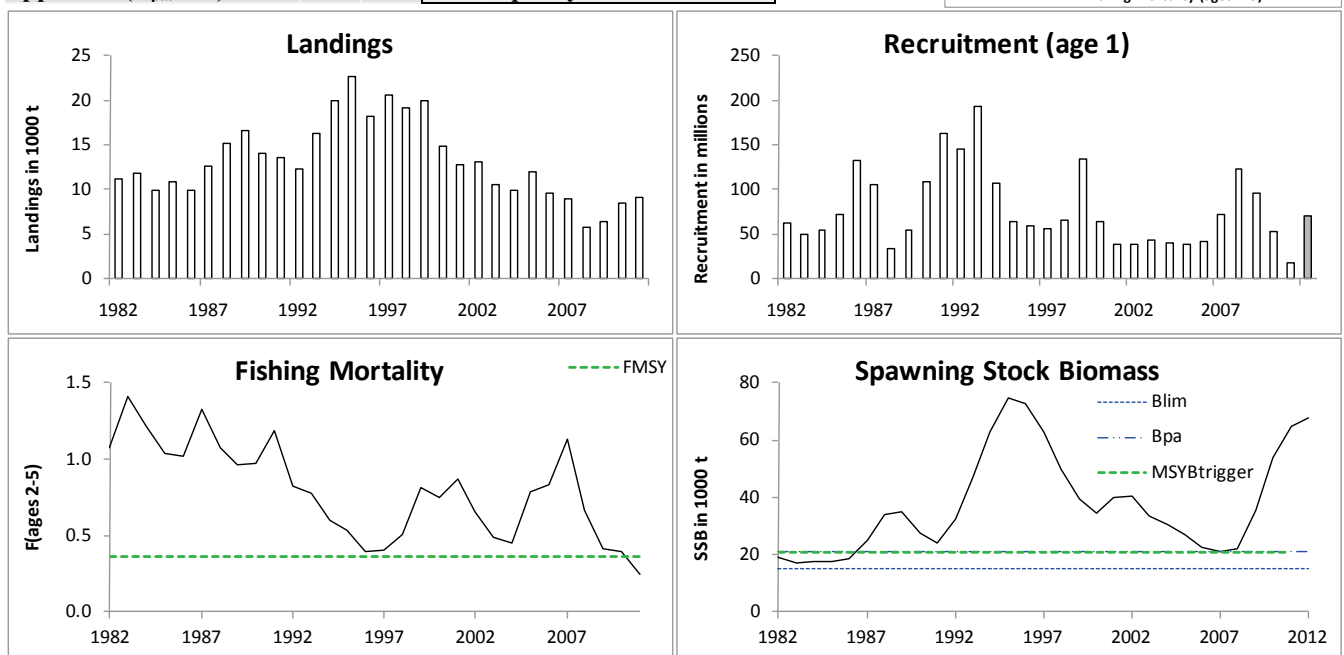 Landings
Landings in 1000 t
25
20
15
10
5
0
1982 1987 1992 1997 2002 2007
Recruitment (age 1)
Recruitment in millions
250
200
150
100
50
0
1982 1987 1992 1997 2002 2007
Fishing Mortality
FMSY
F(ages 2-5)
1.5
1.0
0.5
0.0
1982 1987 1992 1997 2002 2007
Spawning Stock Biomass
Blim
Bpa
MSYBtrigger
SSB in 1000 t
80
60
40
20
0
1982 1987 1992 1997 2002 2007 2012